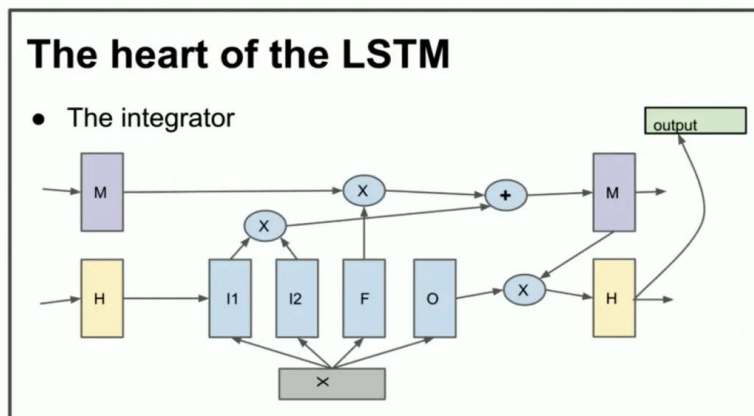 The heart of the LSTM
● The integrator
output
M
X
+
M
X
H
I1
I2
F
O
X
H
X